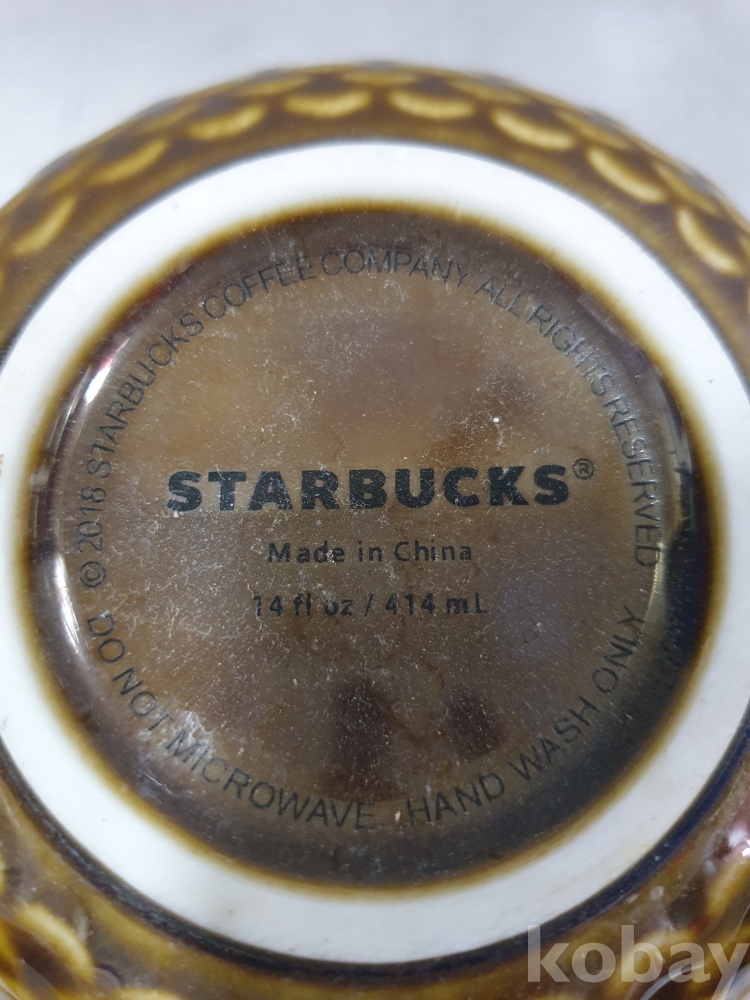 © 2018 STARBUCKS COFFEE COMPANY ALL RIGHTS RESERVED
STARBUCKS®
Made in China
14 fl oz / 414 mL
DO NOT MICROWAVE HAND WASH ONLY
kobay